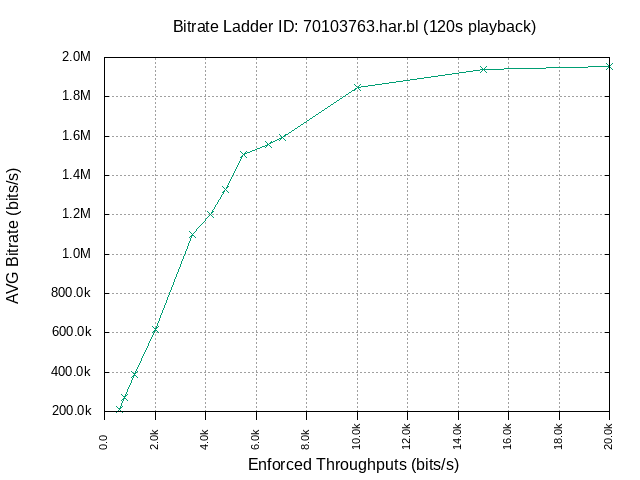 Bitrate Ladder ID: 70103763.har.bl (120s playback)
AVG Bitrate (bits/s)
2.0M
1.8M
1.6M
1.4M
1.2M
1.0M
800.0k
600.0k
400.0k
200.0k
0.0
2.0k
4.0k
6.0k
8.0k
10.0k
12.0k
14.0k
16.0k
18.0k
20.0k
Enforced Throughputs (bits/s)